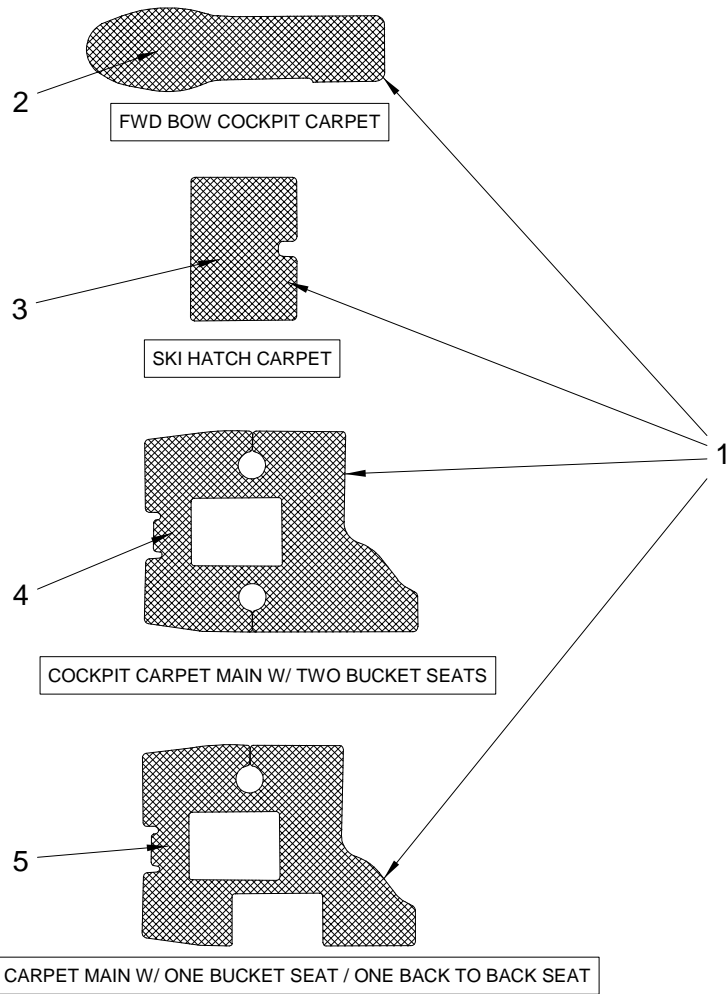 2
FWD BOW COCKPIT CARPET
3
SKI HATCH CARPET
1
4
COCKPIT CARPET MAIN W/ TWO BUCKET SEATS
5
CARPET MAIN W/ ONE BUCKET SEAT / ONE BACK TO BACK SEAT